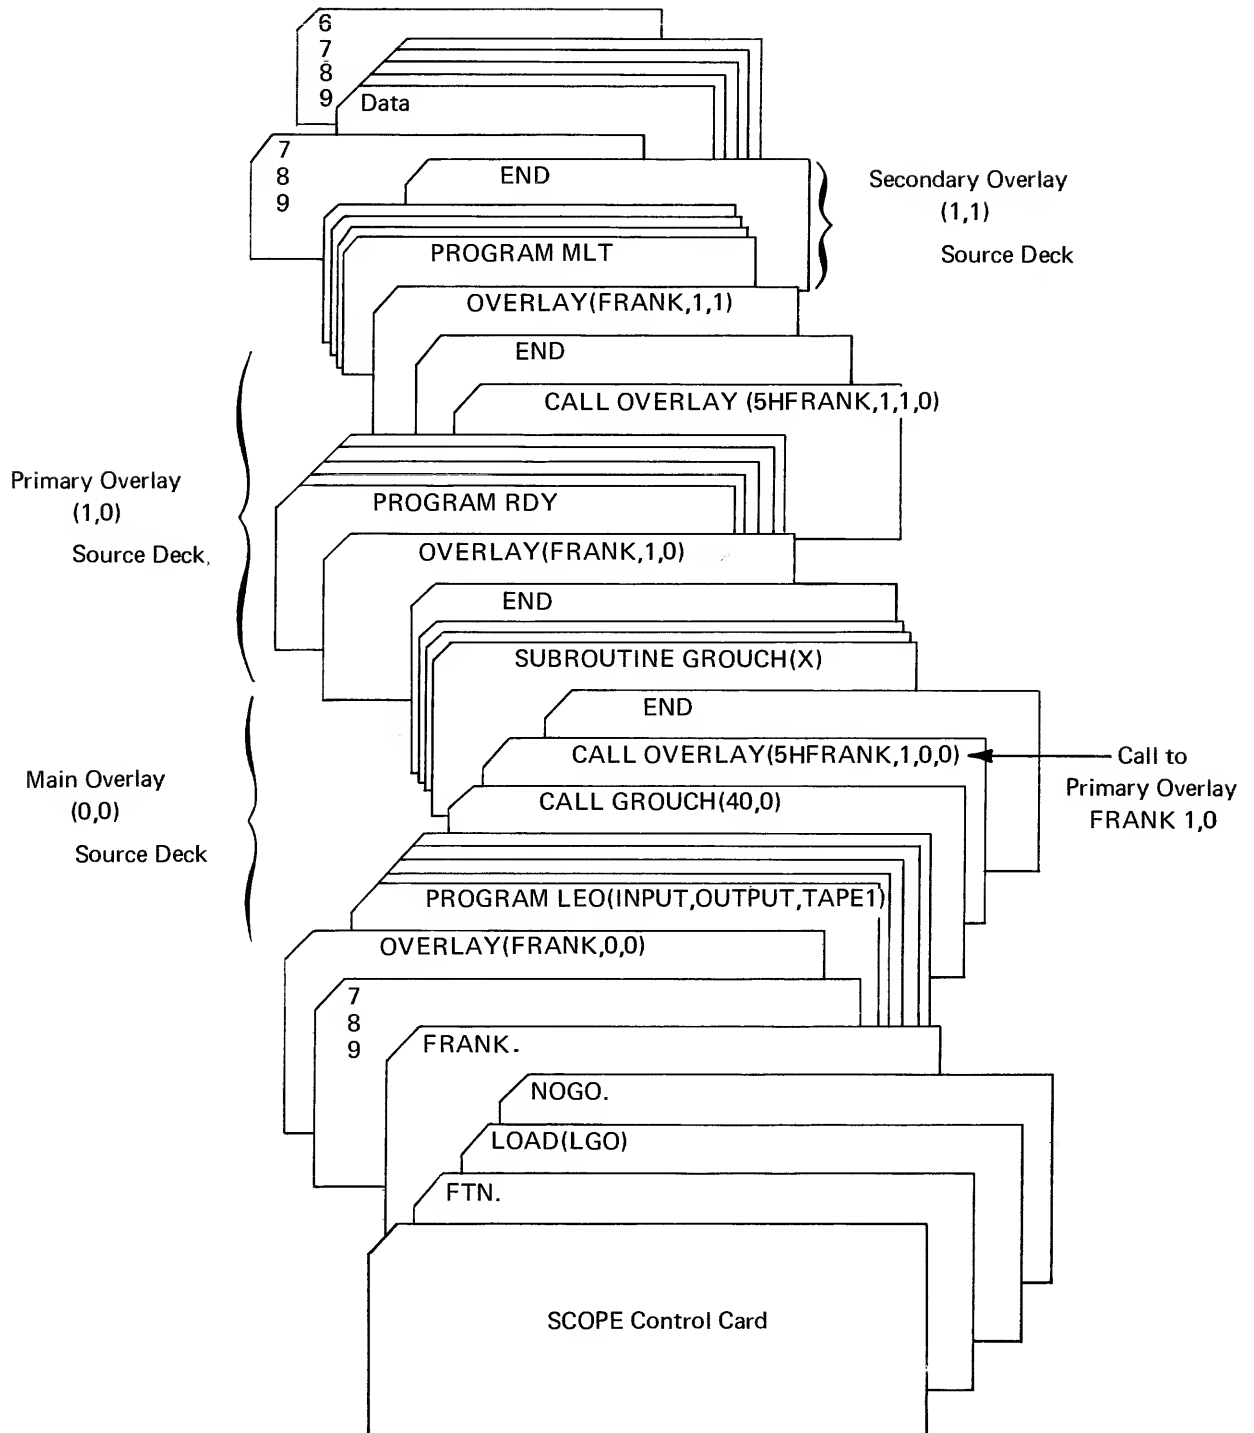 6
7
8
9
Data
7
8
9
END
Secondary Overlay
(1,1)
Source Deck
PROGRAM MLT
OVERLAY(FRANK,1,1)
END
CALL OVERLAY (5HFRANK,1,1,0)
Primary Overlay
(1,0)
Source Deck
PROGRAM RDY
OVERLAY(FRANK,1,0)
END
SUBROUTINE GROUCH(X)
END
CALL OVERLAY(5HFRANK,1,0,0)
Call to
Primary Overlay
FRANK 1,0
Main Overlay
(0,0)
Source Deck
CALL GROUCH(40,0)
PROGRAM LEO(INPUT,OUTPUT,TAPE1)
OVERLAY(FRANK,0,0)
7
8
9
FRANK.
NOGO.
LOAD(LGO)
FTN.
SCOPE Control Card